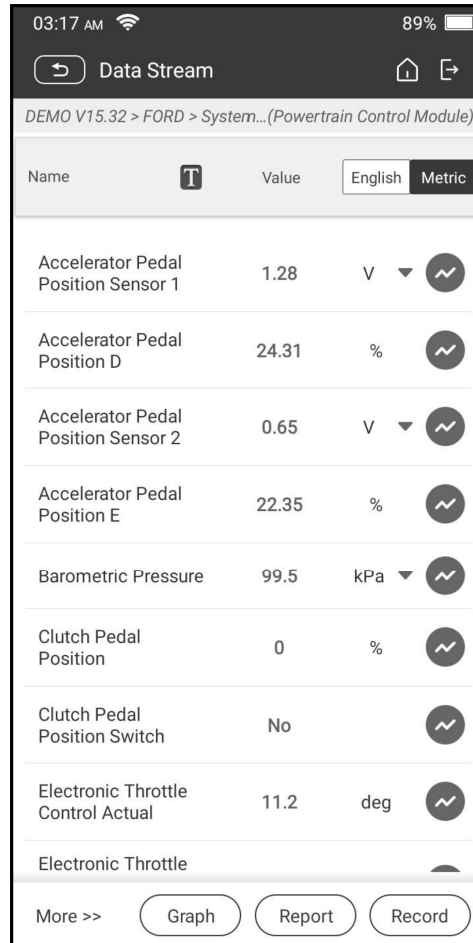 03:17 AM 89%
Data Stream
DEMO V15.32 > FORD > System...(Powertrain Control Module)
Name T Value English Metric
Accelerator Pedal
Position Sensor 1 1.28 V
Accelerator Pedal
Position D 24.31 %
Accelerator Pedal
Position Sensor 2 0.65 V
Accelerator Pedal
Position E 22.35 %
Barometric Pressure 99.5 kPa
Clutch Pedal
Position 0 %
Clutch Pedal
Position Switch No
Electronic Throttle
Control Actual 11.2 deg
Electronic Throttle
More >> Graph Report Record